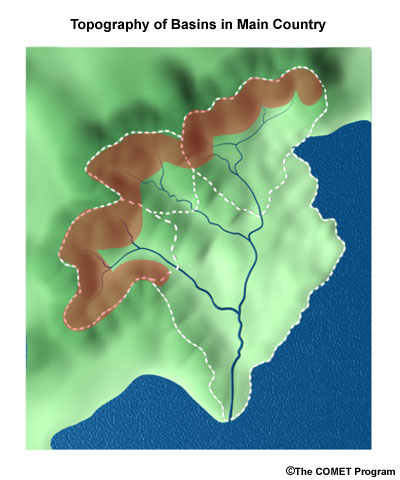 Topography of Basins in Main Country
©The COMET Program